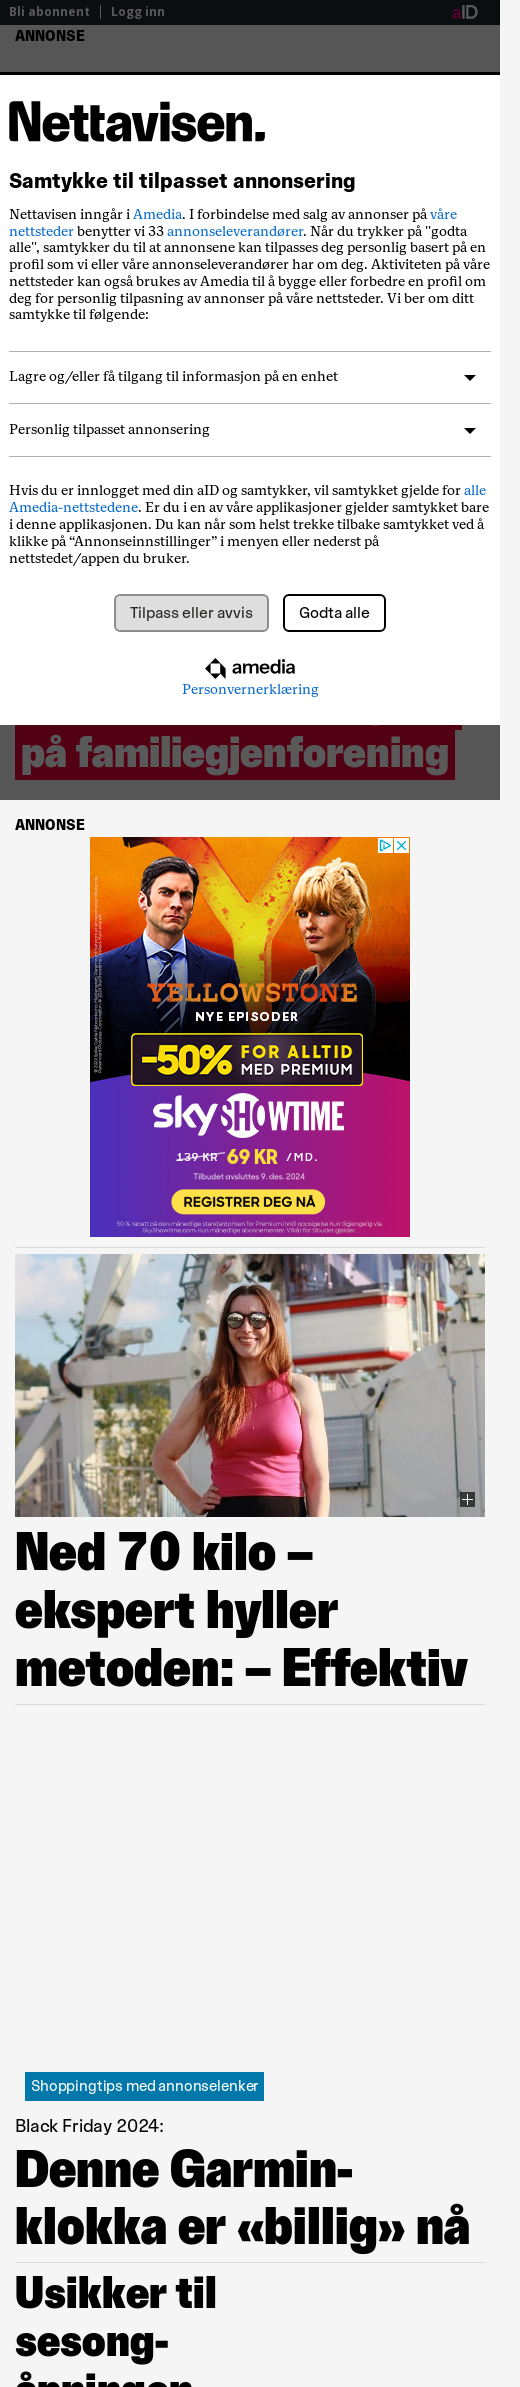 Bli abonnent | Logg inn
aID
ANNONSE
Nettavisen.
Samtykke til tilpasset annonsering
Nettavisen inngår i Amedia. I forbindelse med salg av annonser på våre
nettsteder benytter vi 33 annonseleverandører. Når du trykker på "godta
alle", samtykker du til at annonsene kan tilpasses deg personlig basert på en
profil som vi eller våre annonseleverandører har om deg. Aktiviteten på våre
nettsteder kan også brukes av Amedia til å bygge eller forbedre en profil om
deg for personlig tilpasning av annonser på våre nettsteder. Vi ber om ditt
samtykke til følgende:
Lagre og/eller få tilgang til informasjon på en enhet
Personlig tilpasset annonsering
Hvis du er innlogget med din aID og samtykker, vil samtykket gjelde for alle
Amedia-nettstedene. Er du i en av våre applikasjoner gjelder samtykket bare
i denne applikasjonen. Du kan når som helst trekke tilbake samtykket ved å
klikke på “Annonseinnstillinger” i menyen eller nederst på
nettstedet/appen du bruker.
Tilpass eller avvis
Godta alle
amedia
Personvernerklæring
på familiegjenforening
ANNONSE
YELLOWSTONE
NYE EPISODER
-50% FOR ALLTID
MED PREMIUM
sky SHOWTIME
139 KR 69 KR /MD.
Tilbudet avsluttes 9. des. 2024
REGISTRER DEG NÅ
Ned 70 kilo –
ekspert hyller
metoden: – Effektiv
Shoppingtips med annonselenker
Black Friday 2024:
Denne Garmin-
klokka er «billig» nå
Usikker til
sesong-
åpningen